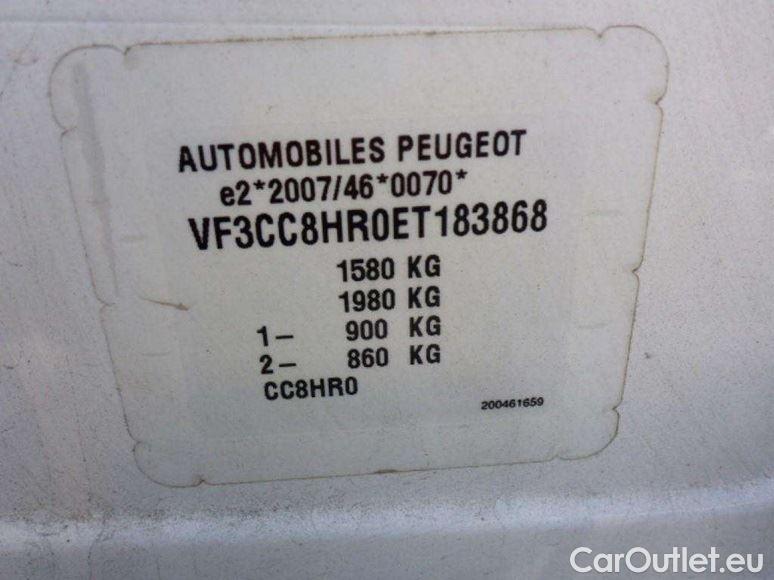 AUTOMOBILES PEUGEOT
e2*2007/46*0070*
VF3CC8HR0ET183868
1580 KG
1980 KG
1- 900 KG
2- 860 KG
CC8HR0
200461659
CarOutlet.eu